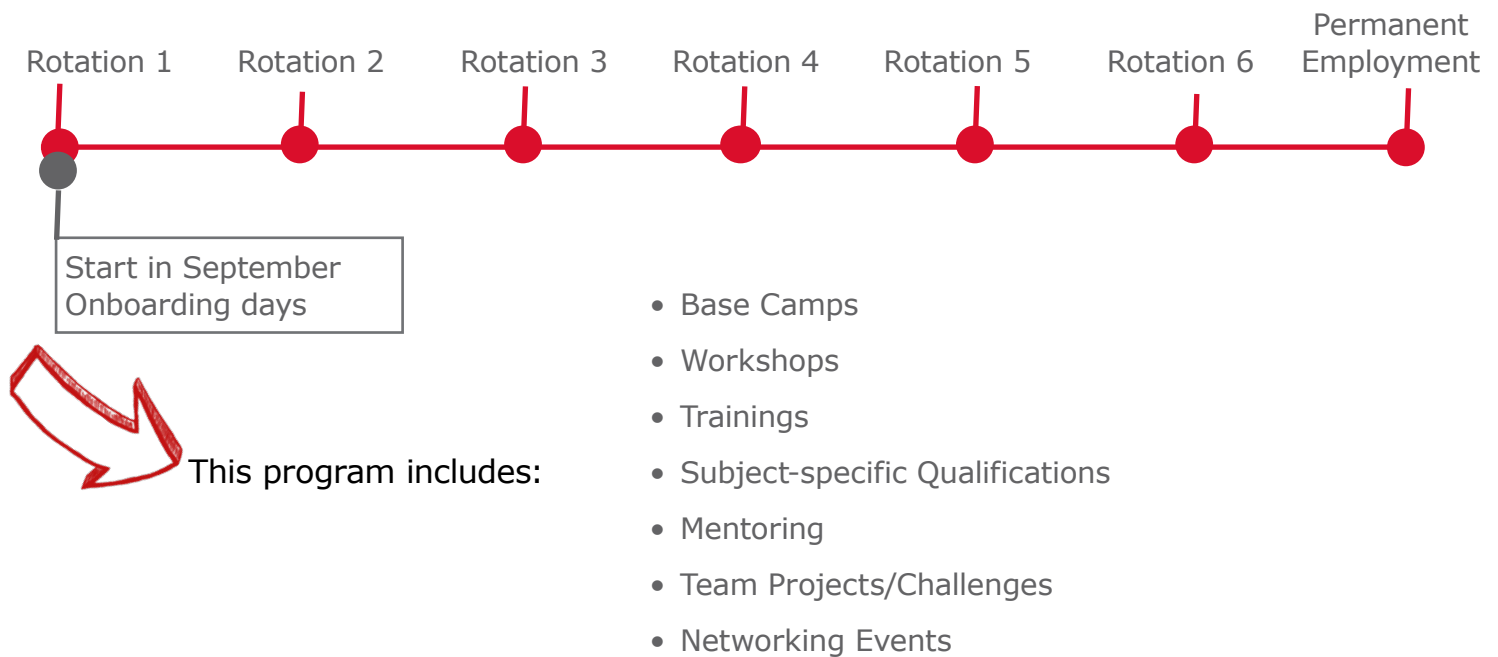 Rotation 1
Rotation 2
Rotation 3
Rotation 4
Rotation 5
Rotation 6
Permanent
Employment
Start in September
Onboarding days
This program includes:
• Base Camps
• Workshops
• Trainings
• Subject-specific Qualifications
• Mentoring
• Team Projects/Challenges
• Networking Events